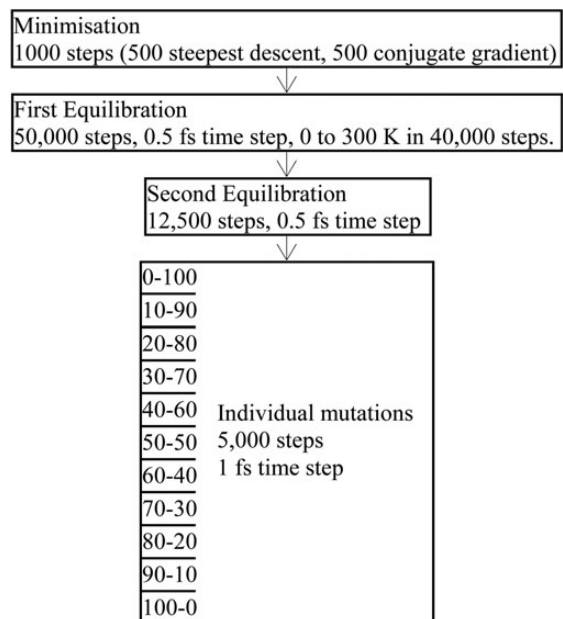 Minimisation
1000 steps (500 steepest descent, 500 conjugate gradient)
First Equilibration
50,000 steps, 0.5 fs time step, 0 to 300 K in 40,000 steps.
Second Equilibration
12,500 steps, 0.5 fs time step
0-100
10-90
20-80
30-70
40-60
50-50
60-40
70-30
80-20
90-10
100-0
Individual mutations
5,000 steps
1 fs time step